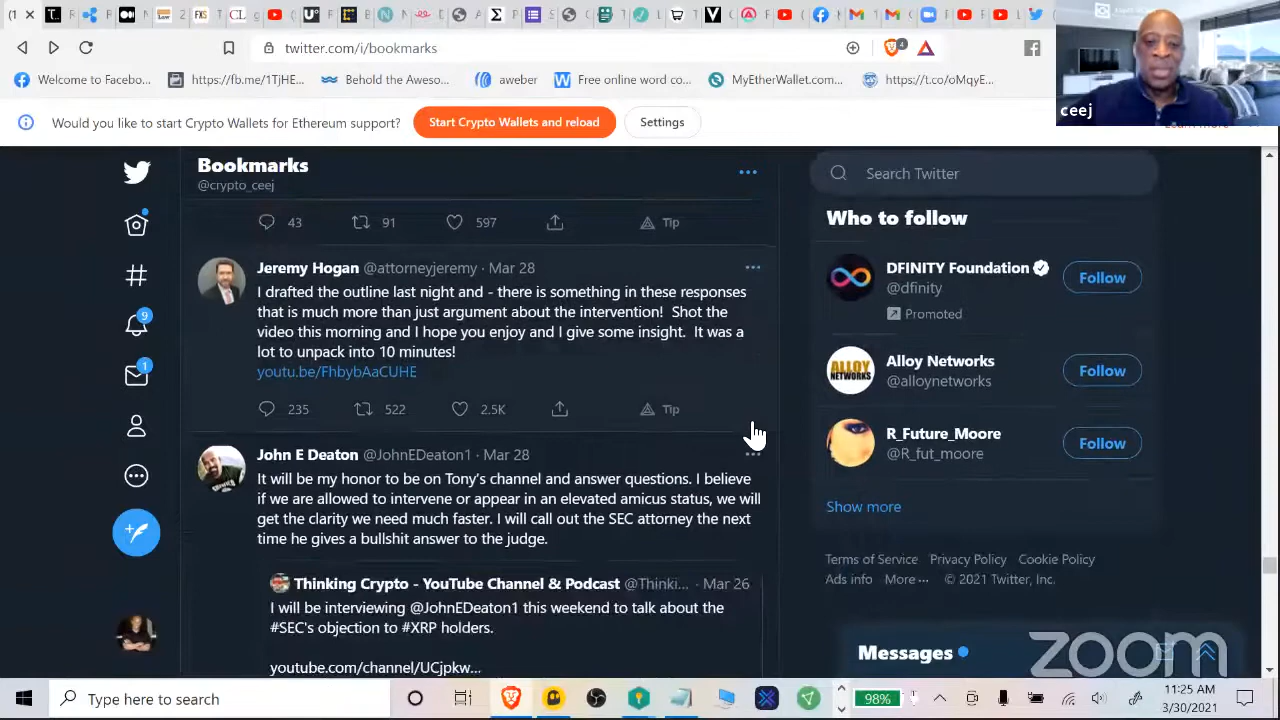 twitter.com/i/bookmarks
4
Welcome to Facebo...
https://fb.me/1TjHE...
Behold the Aweso...
aweber
Free online word co...
MyEtherWallet.com...
https://t.co/oMqyE...
ceej
Would you like to start Crypto Wallets for Ethereum support?
Start Crypto Wallets and reload
Settings
Bookmarks
@crypto_ceej
Search Twitter
43 91 597 Tip
Who to follow
Jeremy Hogan @attorneyjeremy · Mar 28
I drafted the outline last night and - there is something in these responses
that is much more than just argument about the intervention! Shot the
video this morning and I hope you enjoy and I give some insight. It was a
lot to unpack into 10 minutes!
youtu.be/FhbybAaCUHE
235 522 2.5K Tip
John E Deaton @JohnEDeaton1 · Mar 28
It will be my honor to be on Tony's channel and answer questions. I believe
if we are allowed to intervene or appear in an elevated amicus status, we will
get the clarity we need much faster. I will call out the SEC attorney the next
time he gives a bullshit answer to the judge.
Thinking Crypto - YouTube Channel & Podcast @Thinki... · Mar 26
I will be interviewing @JohnEDeaton1 this weekend to talk about the
#SEC's objection to #XRP holders.
youtube.com/channel/UCjpkw...
9
1
DFINITY Foundation
@dfinity
Promoted
Follow
Alloy Networks
@alloynetworks
ALLOY
NETWORKS
Follow
R_Future_Moore
@R_fut_moore
Follow
Show more
Terms of Service Privacy Policy Cookie Policy
Ads info More ··· © 2021 Twitter, Inc.
Messages
zoom
Type here to search
98%
11:25 AM
3/30/2021